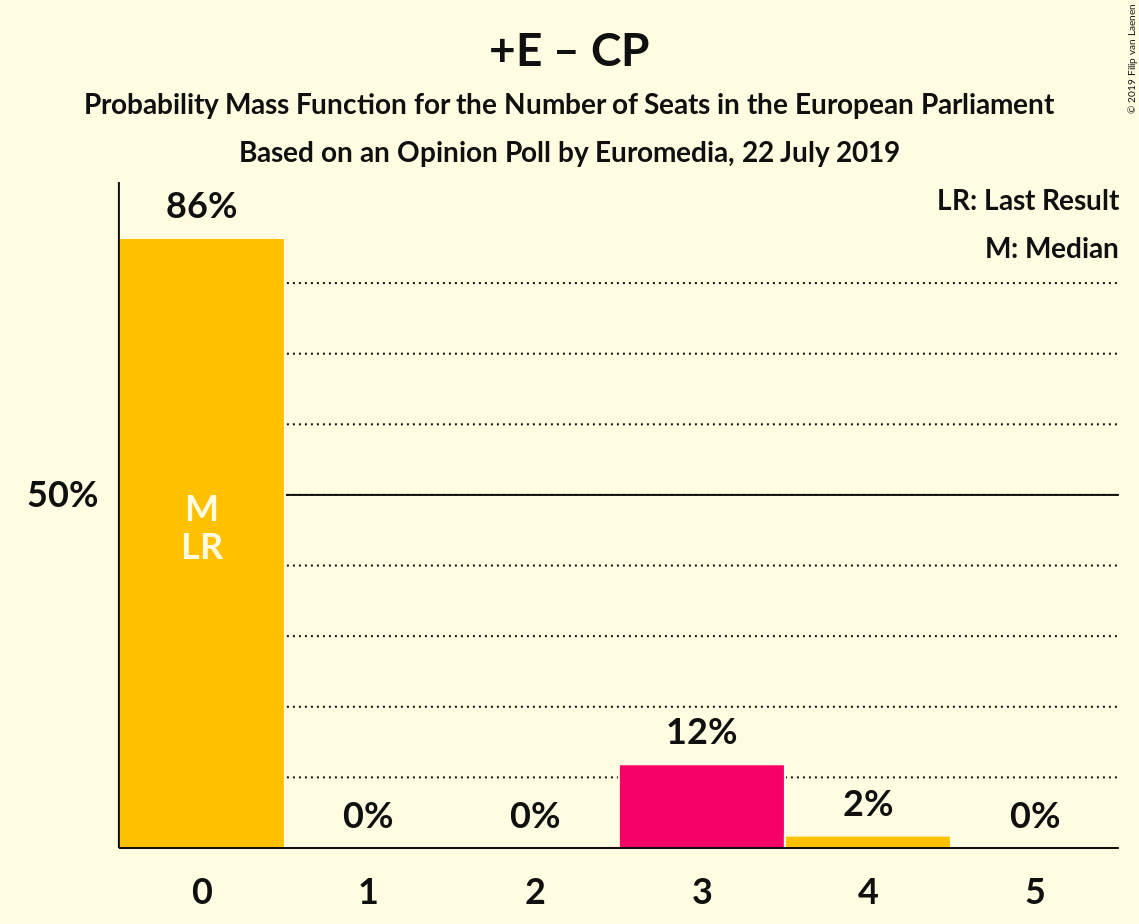 +E – CP
Probability Mass Function for the Number of Seats in the European Parliament
Based on an Opinion Poll by Euromedia, 22 July 2019
© 2019 Filip van Laenen
LR: Last Result
M: Median
86%
50%
M
LR
0%
0%
12%
2%
0%
0
1
2
3
4
5